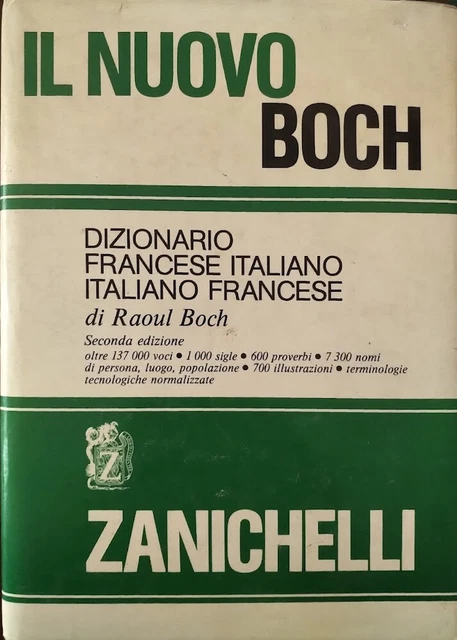 IL NUOVO
BOCH
DIZIONARIO
FRANCESE ITALIANO
ITALIANO FRANCESE
di Raoul Boch
Seconda edizione
oltre 137 000 voci • 1 000 sigle • 600 proverbi • 7 300 nomi
di persona, luogo, popolazione • 700 illustrazioni • terminologie
tecnologiche normalizzate
Z
ZANICHELLI